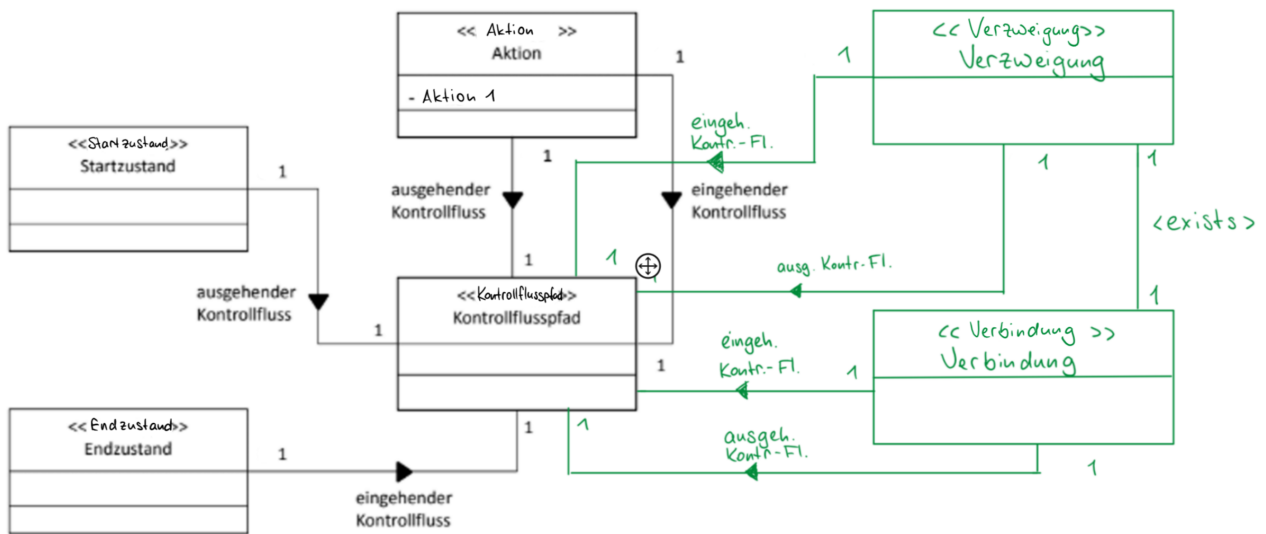 << Aktion >>
Aktion
- Aktion 1
1
<< Verzweigung>>
Verzweigung
1
<<Startzustand>>
Startzustand
1
eingeh.
Kontr.-Fl.
1
1
1
ausgehender
Kontrollfluss
eingehender
Kontrollfluss
<exists>
1
1
ausg. Kontr-Fl.
ausgehender
Kontrollfluss
1
<<Kontrollflusspfad>>
Kontrollflusspfad
1
<< Verbindung >>
Verbindung
eingeh.
Kontr.-Fl.
1
1
<<Endzustand>>
Endzustand
1
1
1
ausgeh.
Kontr-Fl.
1
eingehender
Kontrollfluss